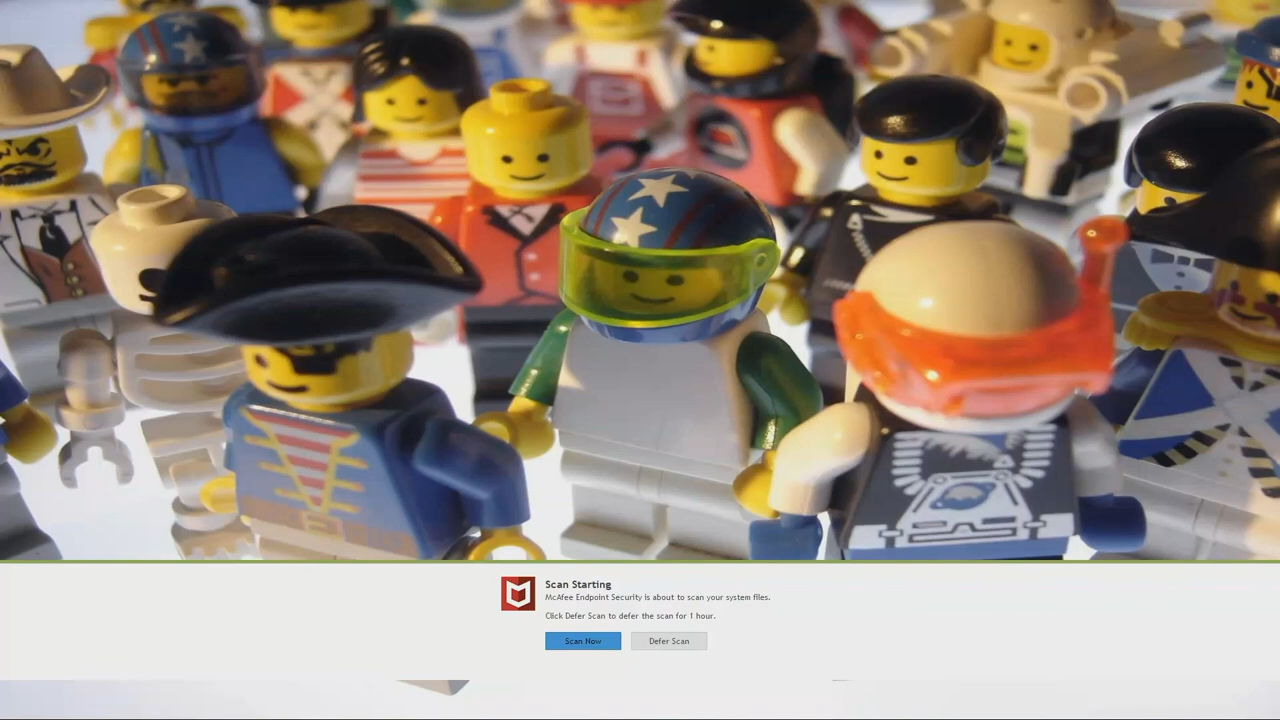 Scan Starting
McAfee Endpoint Security is about to scan your system files.
Click Defer Scan to defer the scan for 1 hour.
Scan Now
Defer Scan